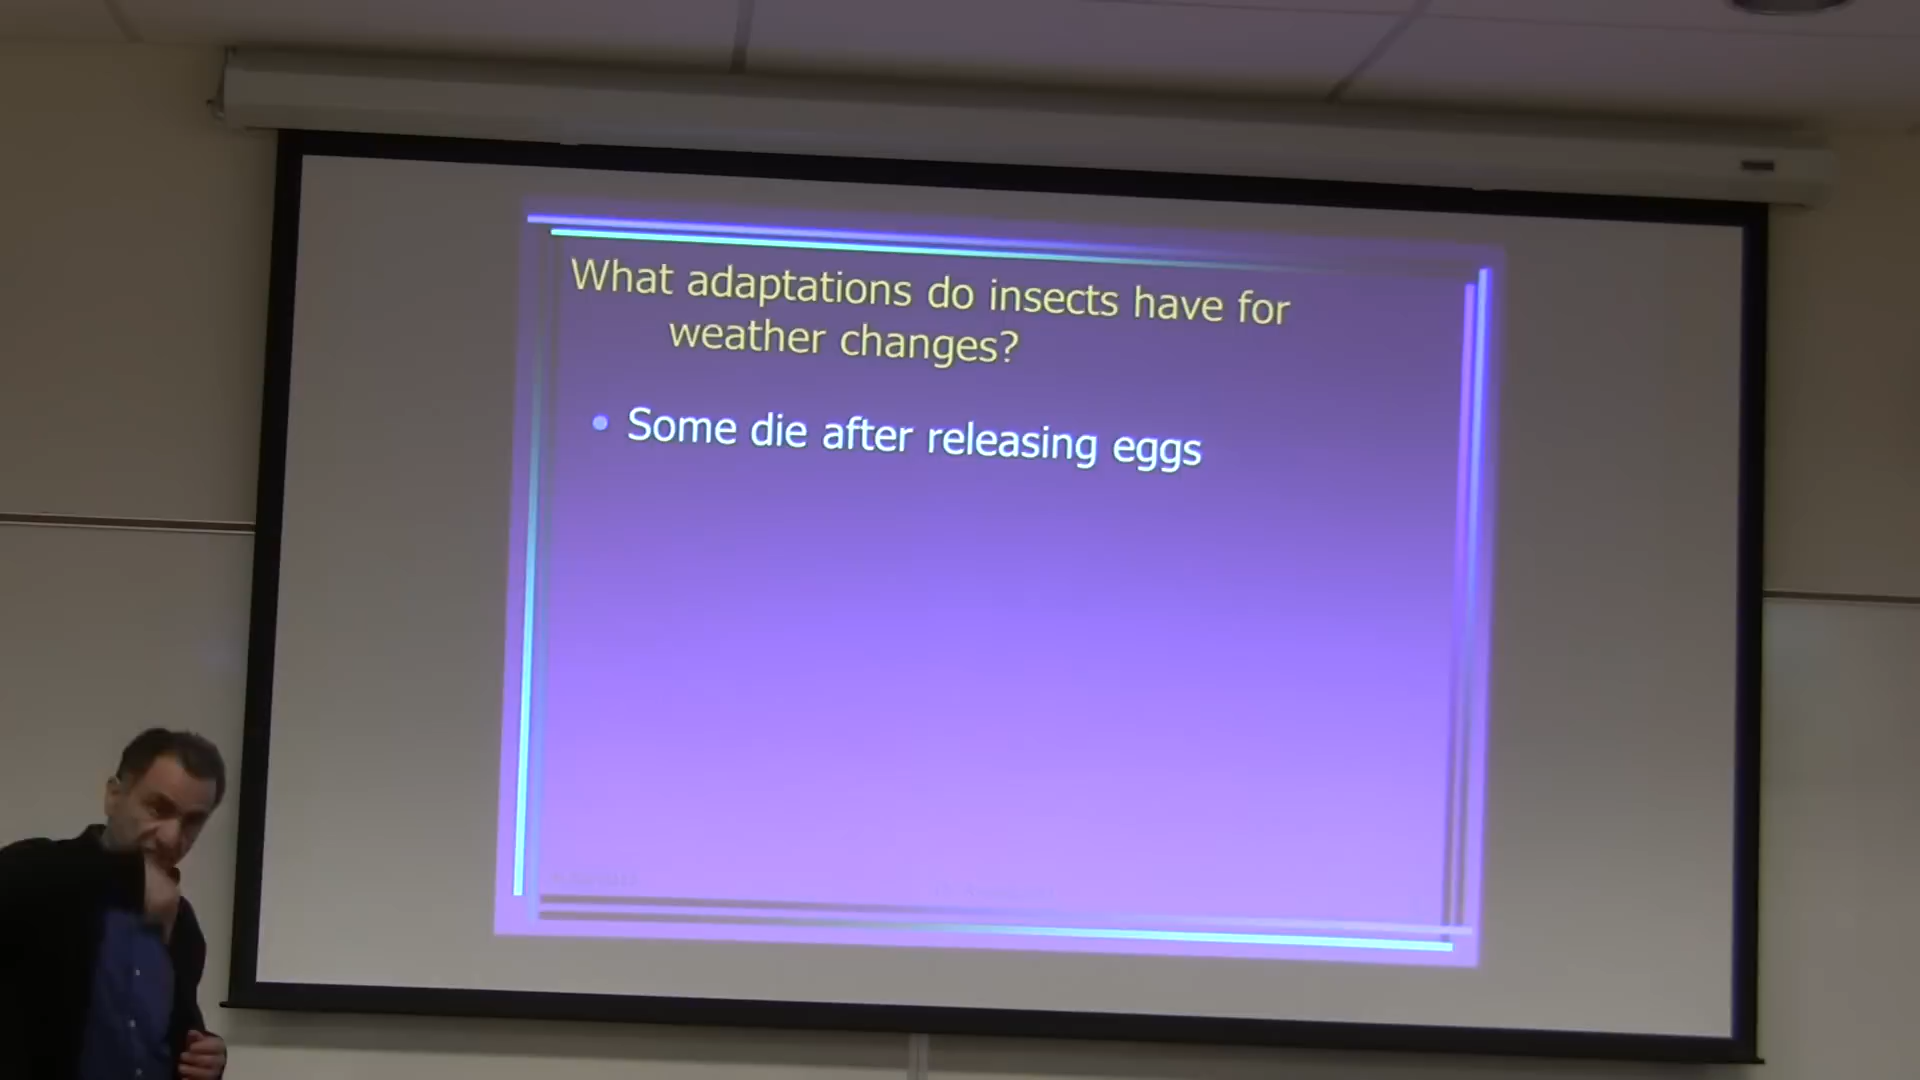 What adaptations do insects have for
weather changes?
• Some die after releasing eggs